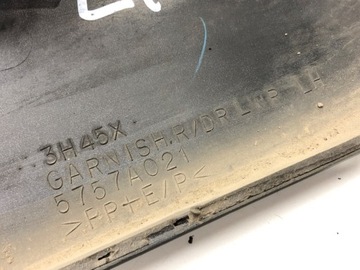 3H45X
GARNISH,R/DR LWR LH
5757A021
>PP+E/P<